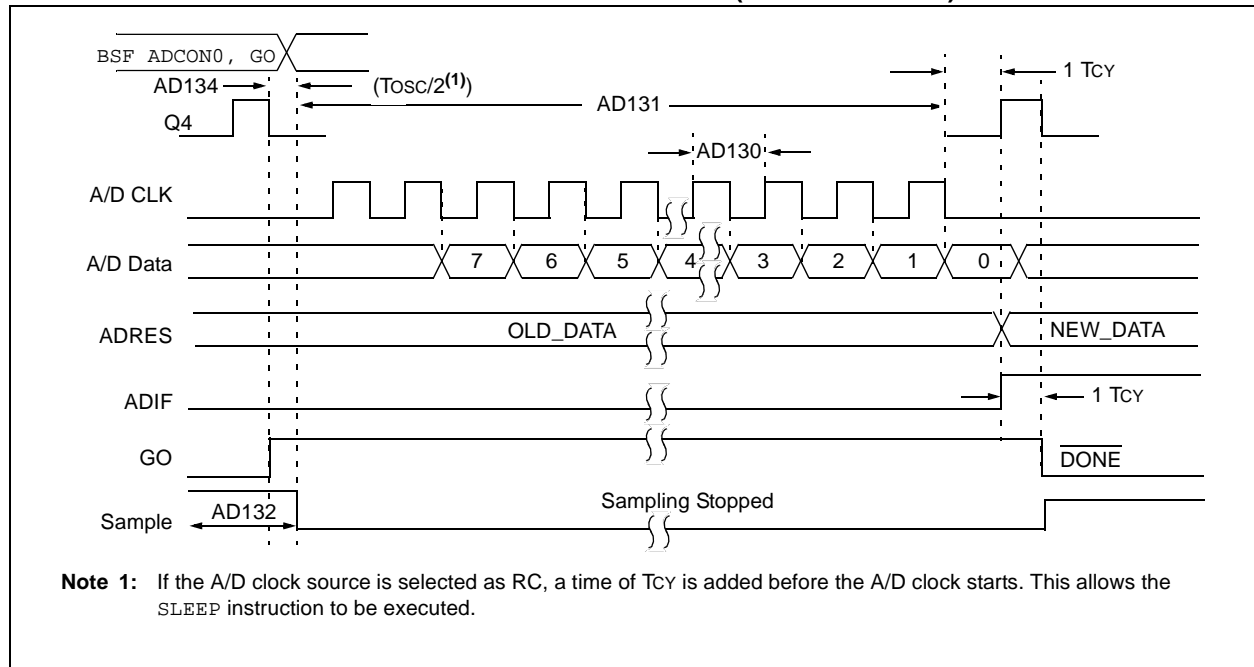 BSF ADCON0, GO
AD134
(TOSC/2(1))
AD131
1 TCY
Q4
AD130
A/D CLK
A/D Data
7 6 5 4 3 2 1 0
ADRES
OLD_DATA
NEW_DATA
ADIF
1 TCY
GO
DONE
Sample
AD132
Sampling Stopped
Note 1: If the A/D clock source is selected as RC, a time of TCY is added before the A/D clock starts. This allows the
SLEEP instruction to be executed.